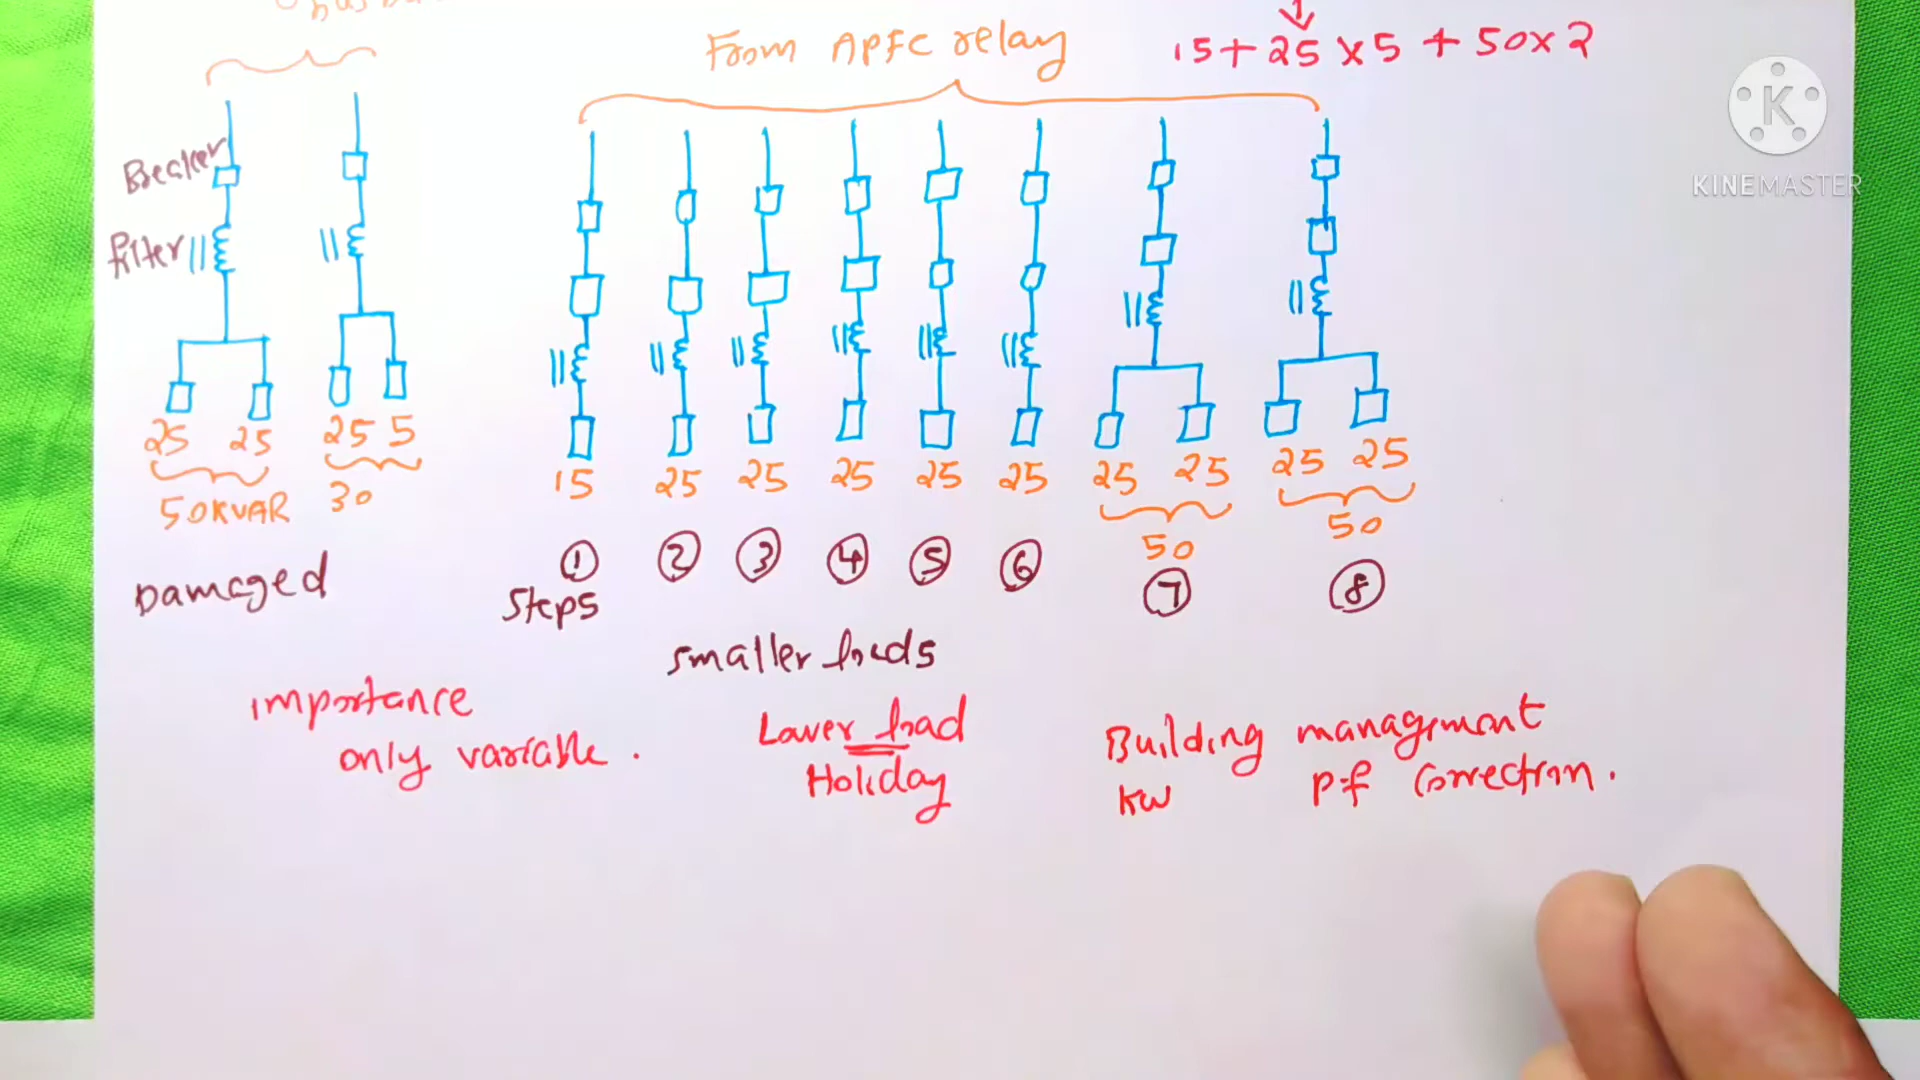 From APFC relay
15+25×5+50×2
K
KINEMASTER
Breaker
filter
25 25 25 5
50KVAR 30
15 25 25 25 25 25 25 25 25 25
50 50
Damaged
1 2 3 4 5 6 7 8
Steps
smaller loads
importance
only variable.
Lower load
Holiday
Building management
KW P.f Correction.